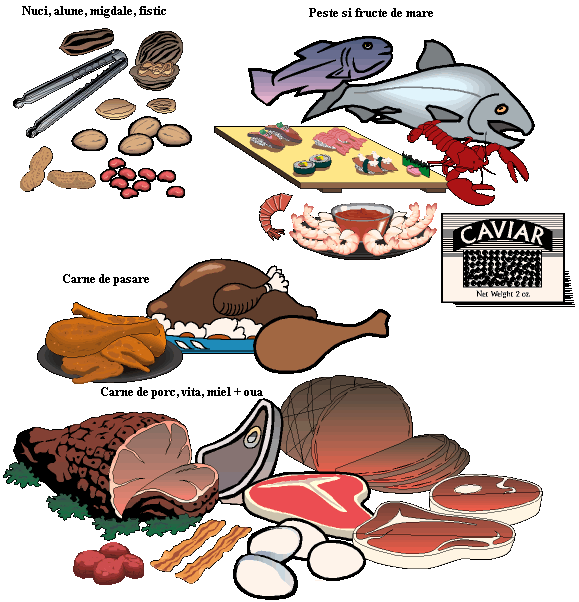 Nuci, alune, migdale, fistic
Peste si fructe de mare
CAVIAR
Net Weight 2 oz.
Carne de pasare
Carne de porc, vita, miel + oua